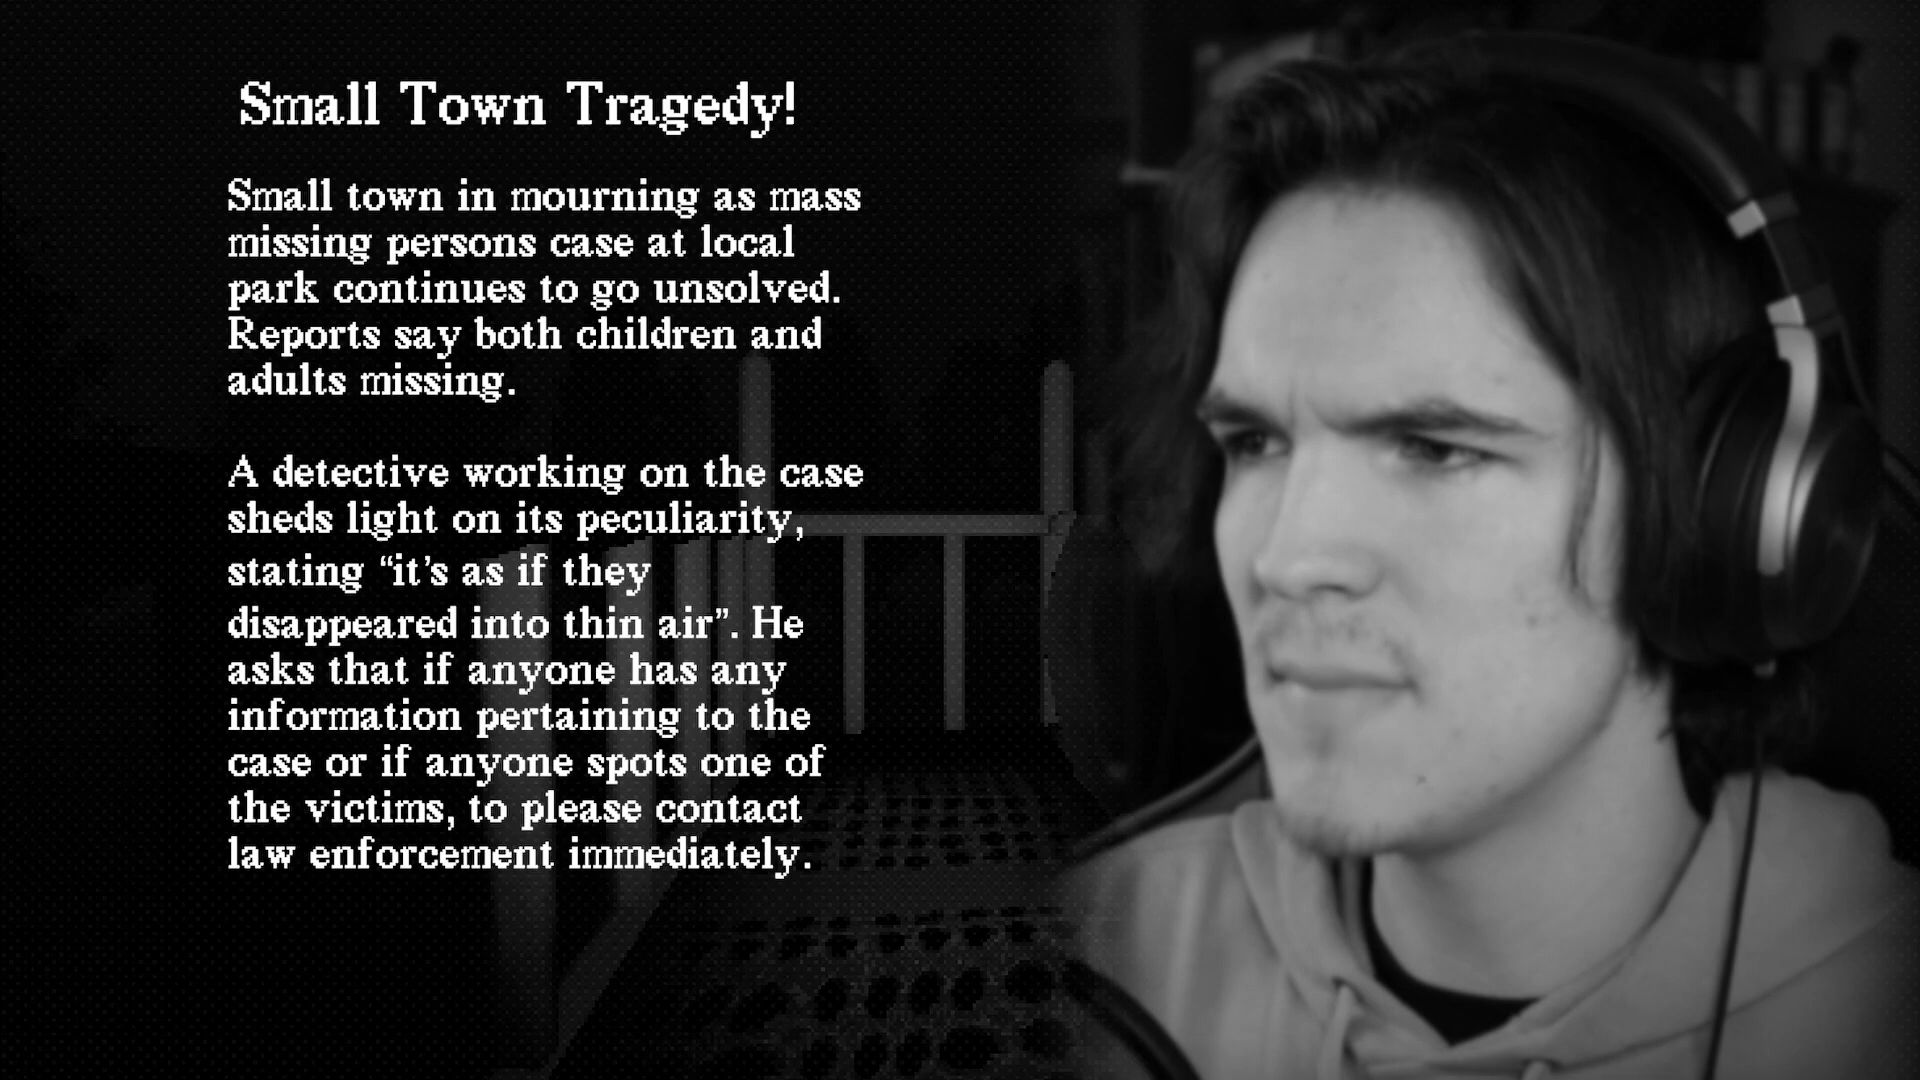 Small Town Tragedy!
Small town in mourning as mass
missing persons case at local
park continues to go unsolved.
Reports say both children and
adults missing.
A detective working on the case
sheds light on its peculiarity,
stating “it’s as if they
disappeared into thin air”. He
asks that if anyone has any
information pertaining to the
case or if anyone spots one of
the victims, to please contact
law enforcement immediately.